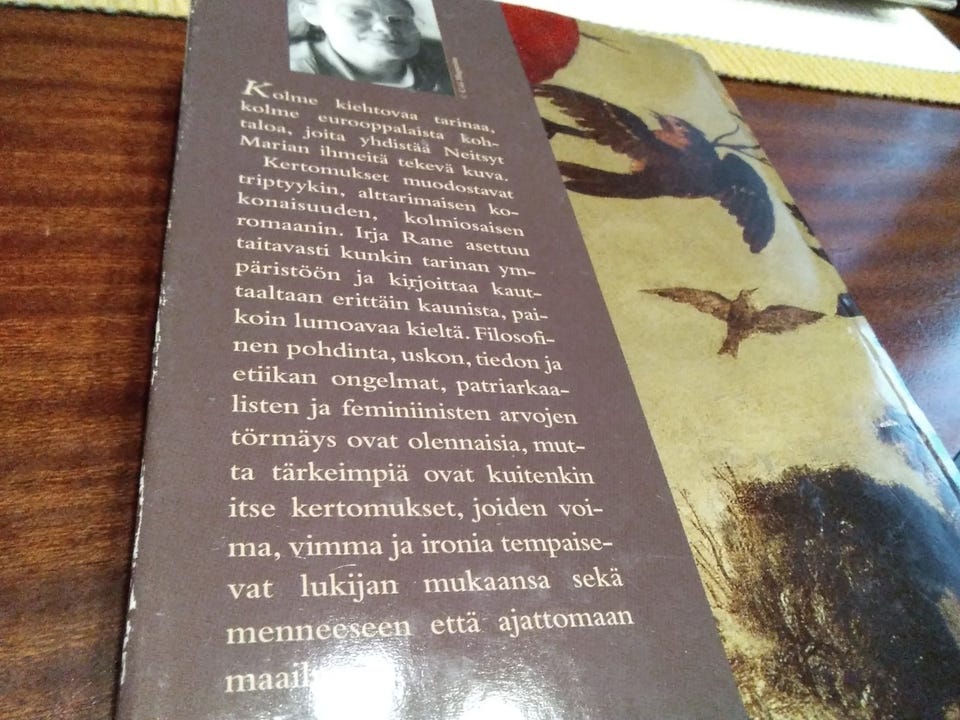 Kolme kiehtovaa tarinaa,
kolme eurooppalaista koh-
taloa, joita yhdistää Neitsyt
Marian ihmeitä tekevä kuva.
Kertomukset muodostavat
triptyykin, alttarimaisen ko-
konaisuuden, kolmiosaisen
romaanin. Irja Rane asettuu
taitavasti kunkin tarinan ym-
päristöön ja kirjoittaa kaut-
taaltaan erittäin kaunista, pai-
koin lumoavaa kieltä. Filosofi-
nen pohdinta, uskon, tiedon ja
etiikan ongelmat, patriarkaa-
listen ja feminiinisten arvojen
törmäys ovat olennaisia, mut-
ta tärkeimpiä ovat kuitenkin
itse kertomukset, joiden voi-
ma, vimma ja ironia tempaise-
vat lukijan mukaansa sekä
menneeseen että ajattomaan